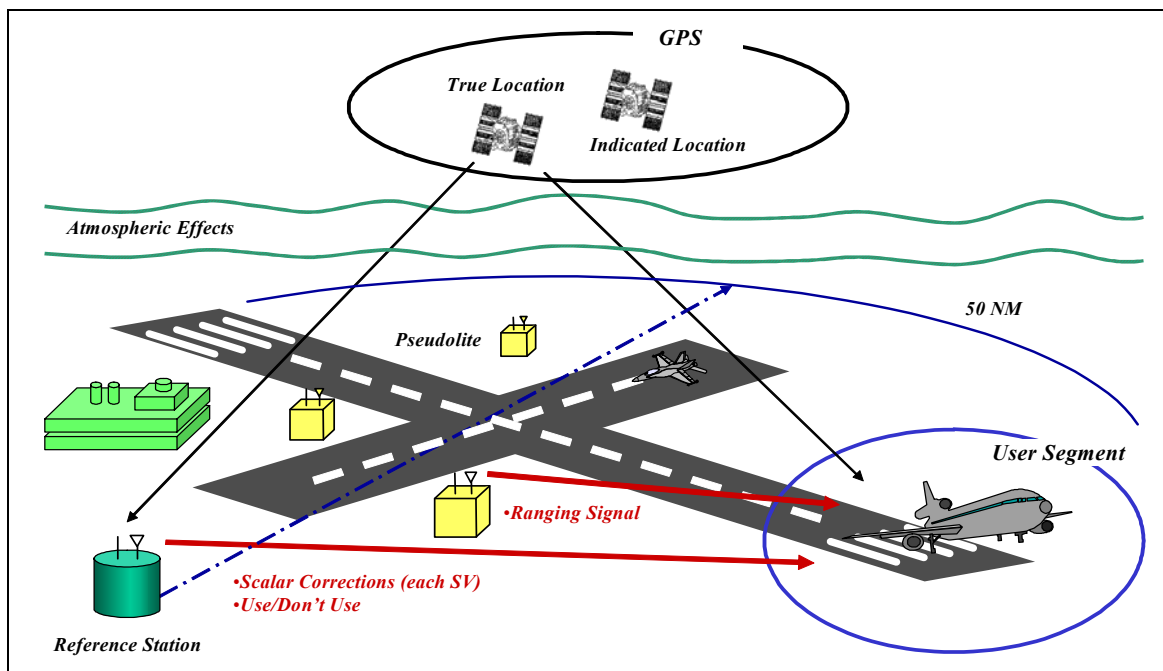 GPS
True Location
Indicated Location
Atmospheric Effects
50 NM
Pseudolite
User Segment
•Ranging Signal
•Scalar Corrections (each SV)
•Use/Don't Use
Reference Station